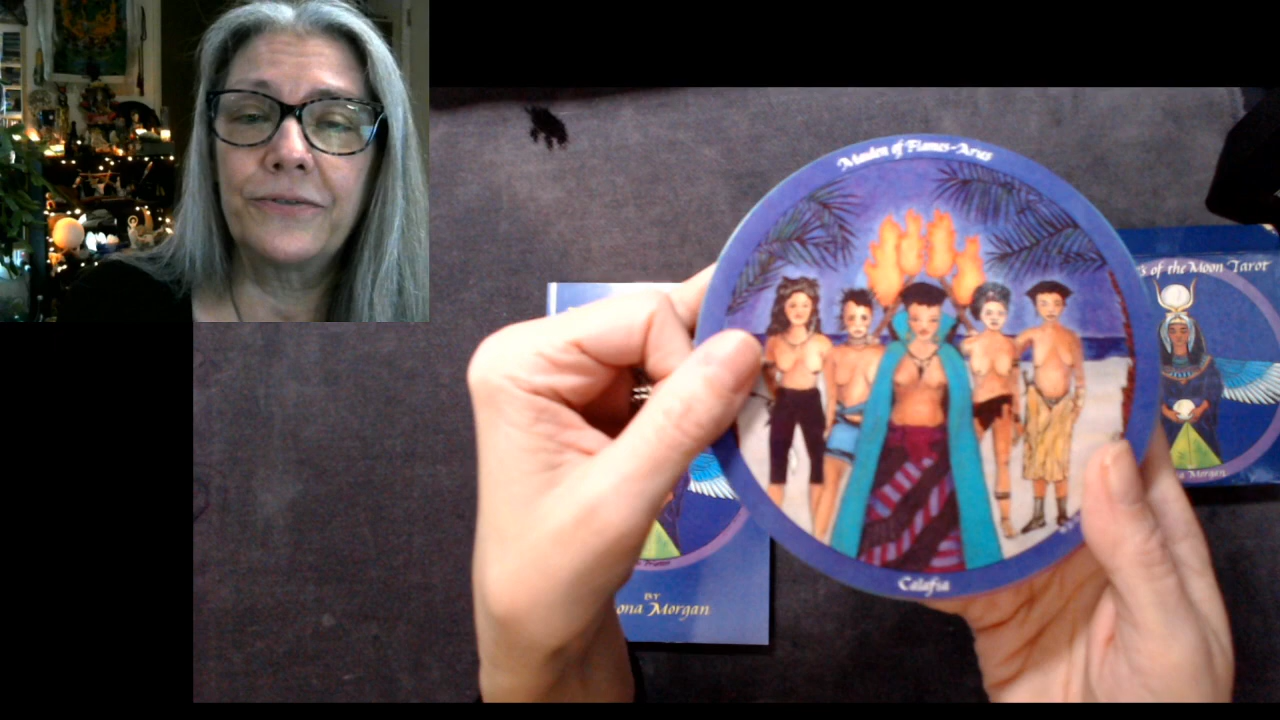 Maiden of Flames-Aries
of the Moon Tarot
Calafia
BY
ona Morgan
Morgan